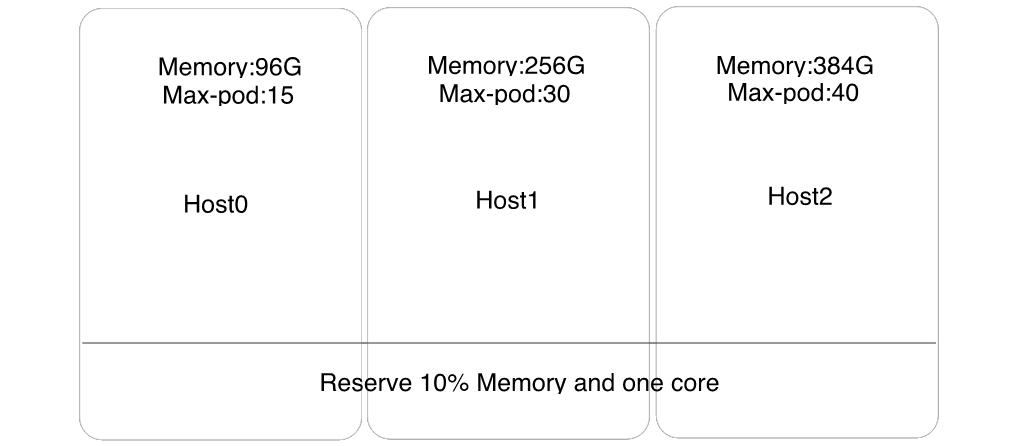 Memory:96G
Max-pod:15
Host0
Memory:256G
Max-pod:30
Host1
Memory:384G
Max-pod:40
Host2
Reserve 10% Memory and one core